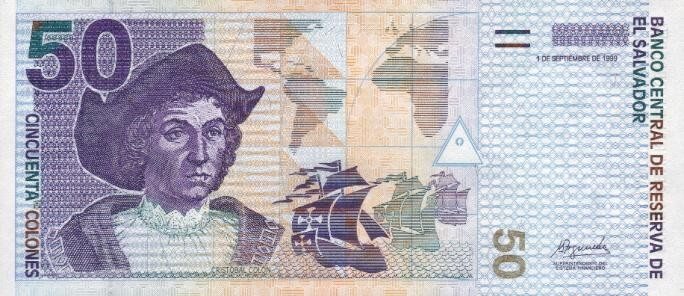 50
CINCUENTA COLONES
CRISTOBAL COLON
1 DE SEPTIEMBRE DE 1999
BANCO CENTRAL DE RESERVA DE
EL SALVADOR
50
SUPERINTENDENTE DEL
SISTEMA FINANCIERO